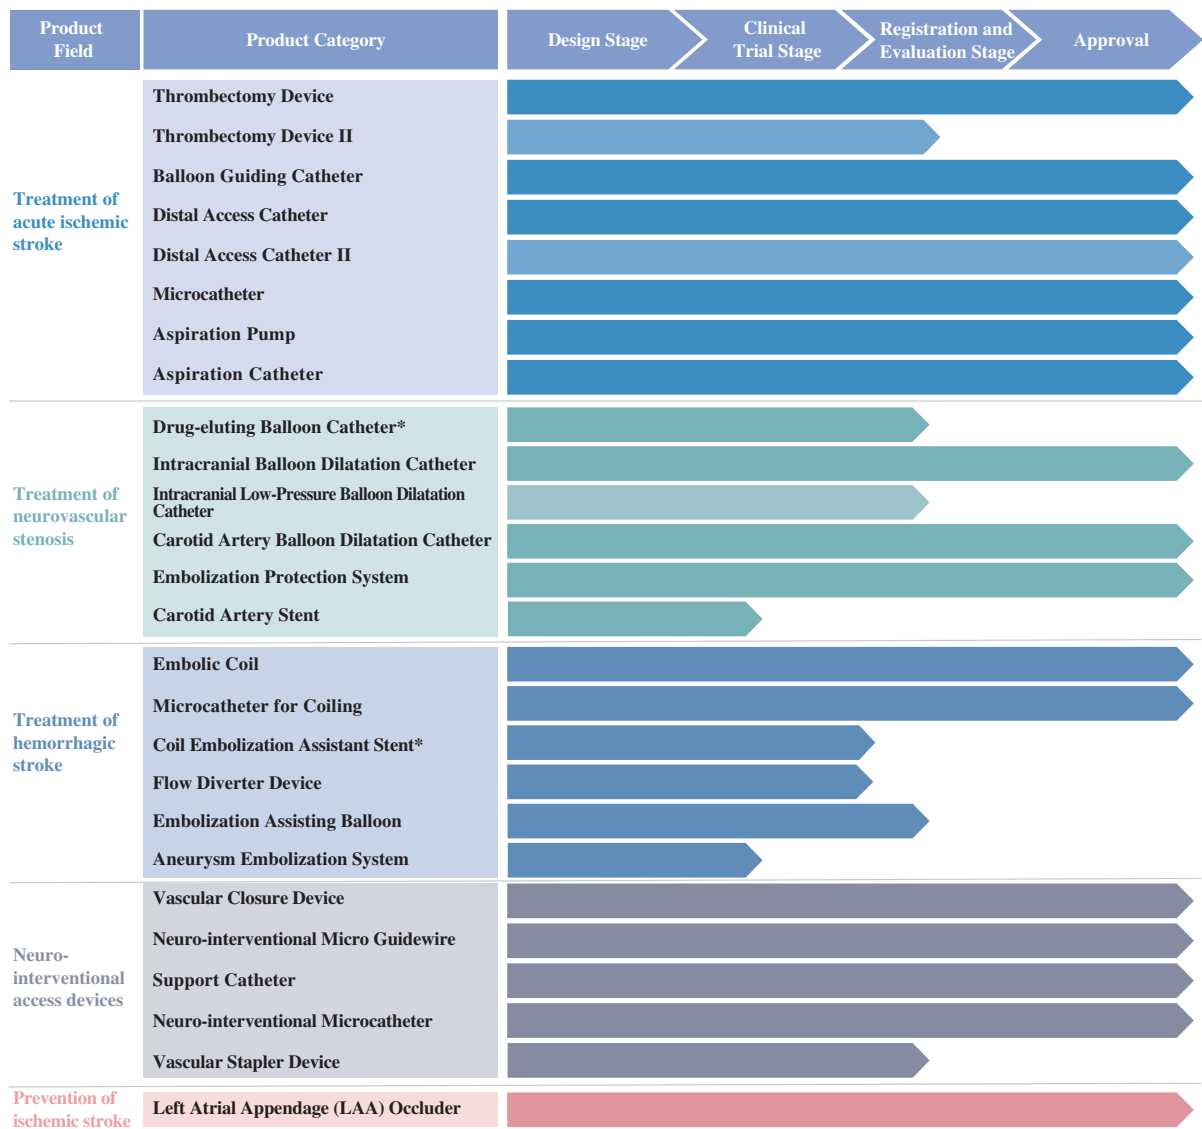 Product
Field
Product Category
Design Stage
Clinical
Trial Stage
Registration and
Evaluation Stage
Approval
Treatment of
acute ischemic
stroke
Thrombectomy Device
Thrombectomy Device II
Balloon Guiding Catheter
Distal Access Catheter
Distal Access Catheter II
Microcatheter
Aspiration Pump
Aspiration Catheter
Treatment of
neurovascular
stenosis
Drug-eluting Balloon Catheter*
Intracranial Balloon Dilatation Catheter
Intracranial Low-Pressure Balloon Dilatation
Catheter
Carotid Artery Balloon Dilatation Catheter
Embolization Protection System
Carotid Artery Stent
Treatment of
hemorrhagic
stroke
Embolic Coil
Microcatheter for Coiling
Coil Embolization Assistant Stent*
Flow Diverter Device
Embolization Assisting Balloon
Aneurysm Embolization System
Neuro-
interventional
access devices
Vascular Closure Device
Neuro-interventional Micro Guidewire
Support Catheter
Neuro-interventional Microcatheter
Vascular Stapler Device
Prevention of
ischemic stroke
Left Atrial Appendage (LAA) Occluder